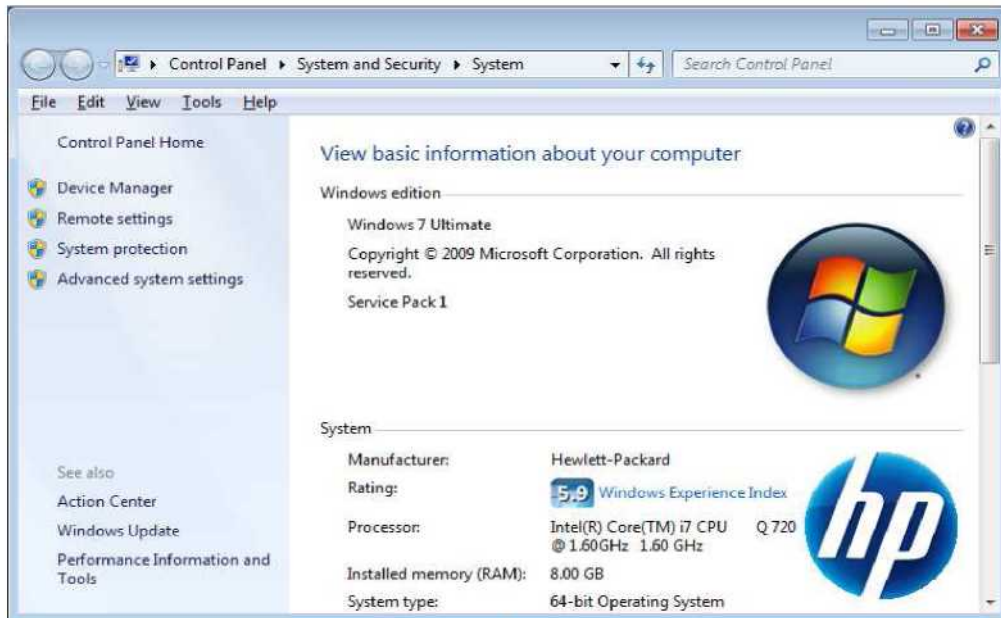 Control Panel ▸ System and Security ▸ System
Search Control Panel
File Edit View Tools Help
Control Panel Home
Device Manager
Remote settings
System protection
Advanced system settings
See also
Action Center
Windows Update
Performance Information and
Tools
View basic information about your computer
Windows edition
Windows 7 Ultimate
Copyright © 2009 Microsoft Corporation. All rights
reserved.
Service Pack 1
System
Manufacturer: Hewlett-Packard
Rating: 5.9 Windows Experience Index
Processor: Intel(R) Core(TM) i7 CPU Q 720
@ 1.60GHz 1.60 GHz
Installed memory (RAM): 8.00 GB
System type: 64-bit Operating System
hp